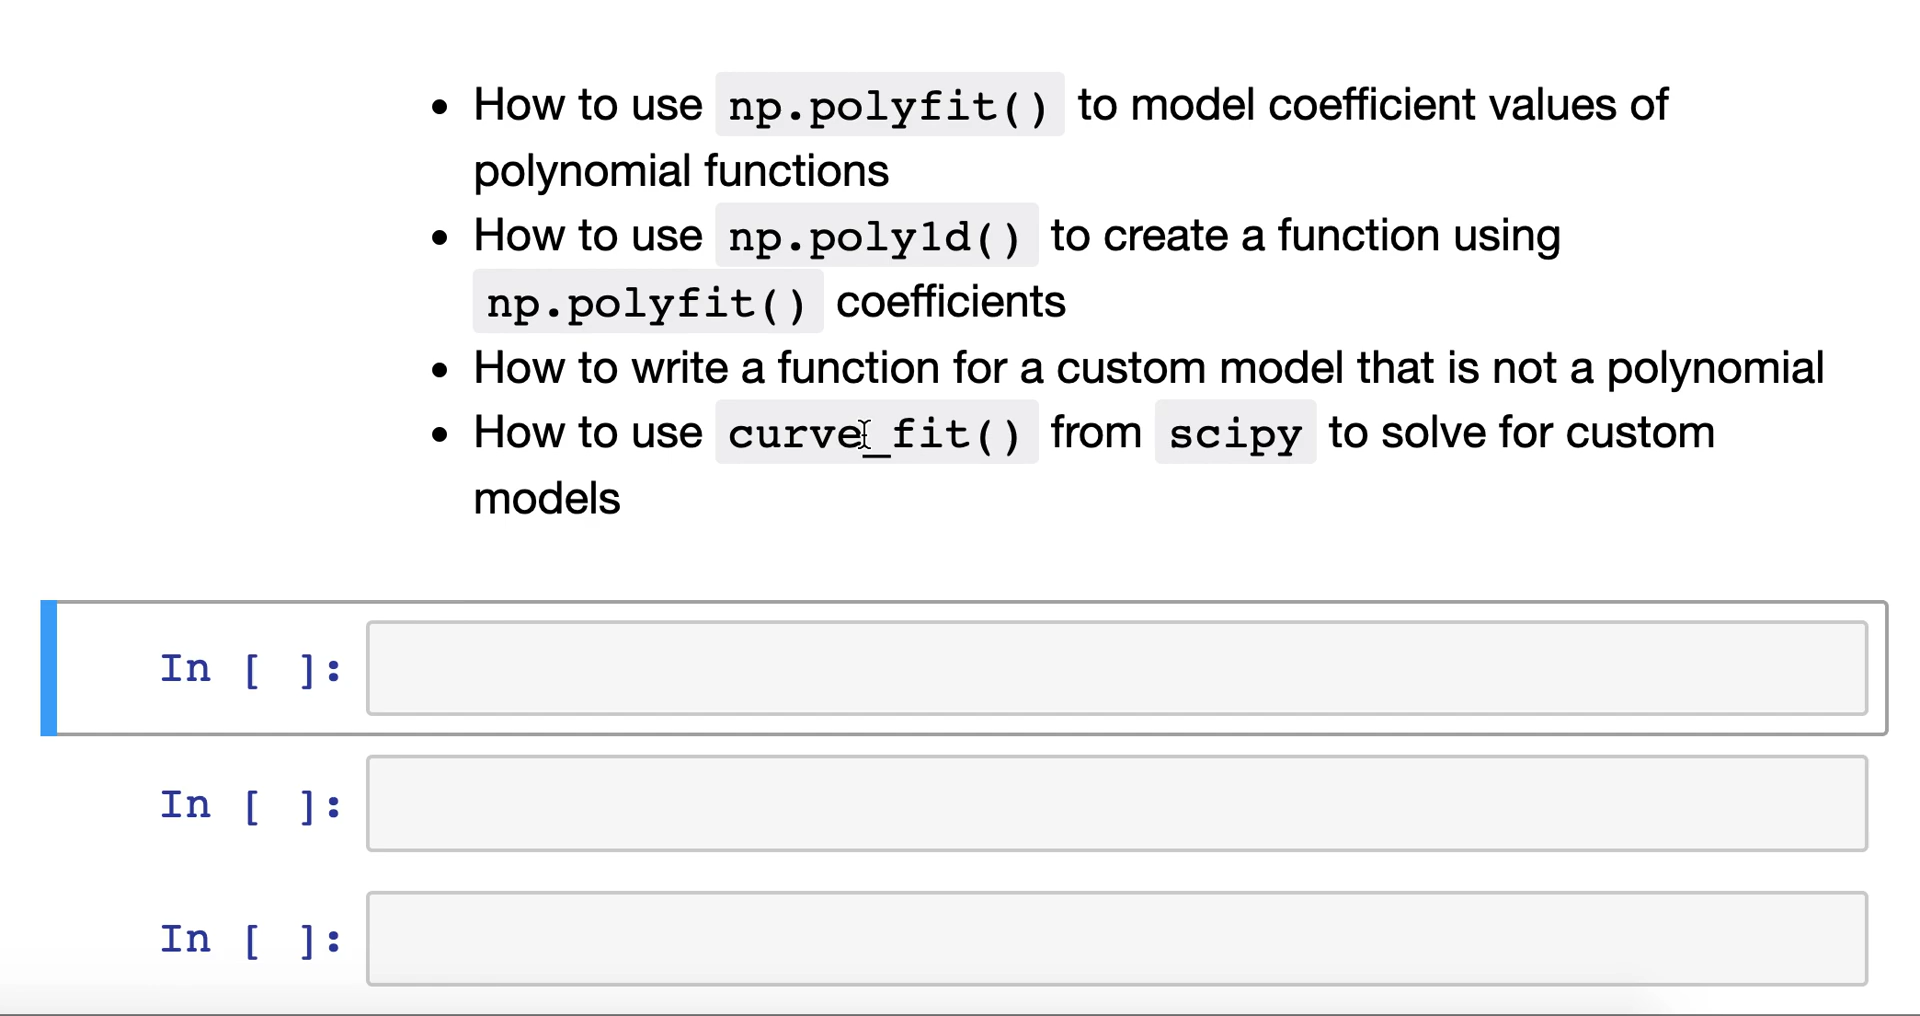 • How to use np.polyfit() to model coefficient values of
polynomial functions
• How to use np.poly1d() to create a function using
np.polyfit() coefficients
• How to write a function for a custom model that is not a polynomial
• How to use curve_fit() from scipy to solve for custom
models
In [ ]:
In [ ]:
In [ ]: